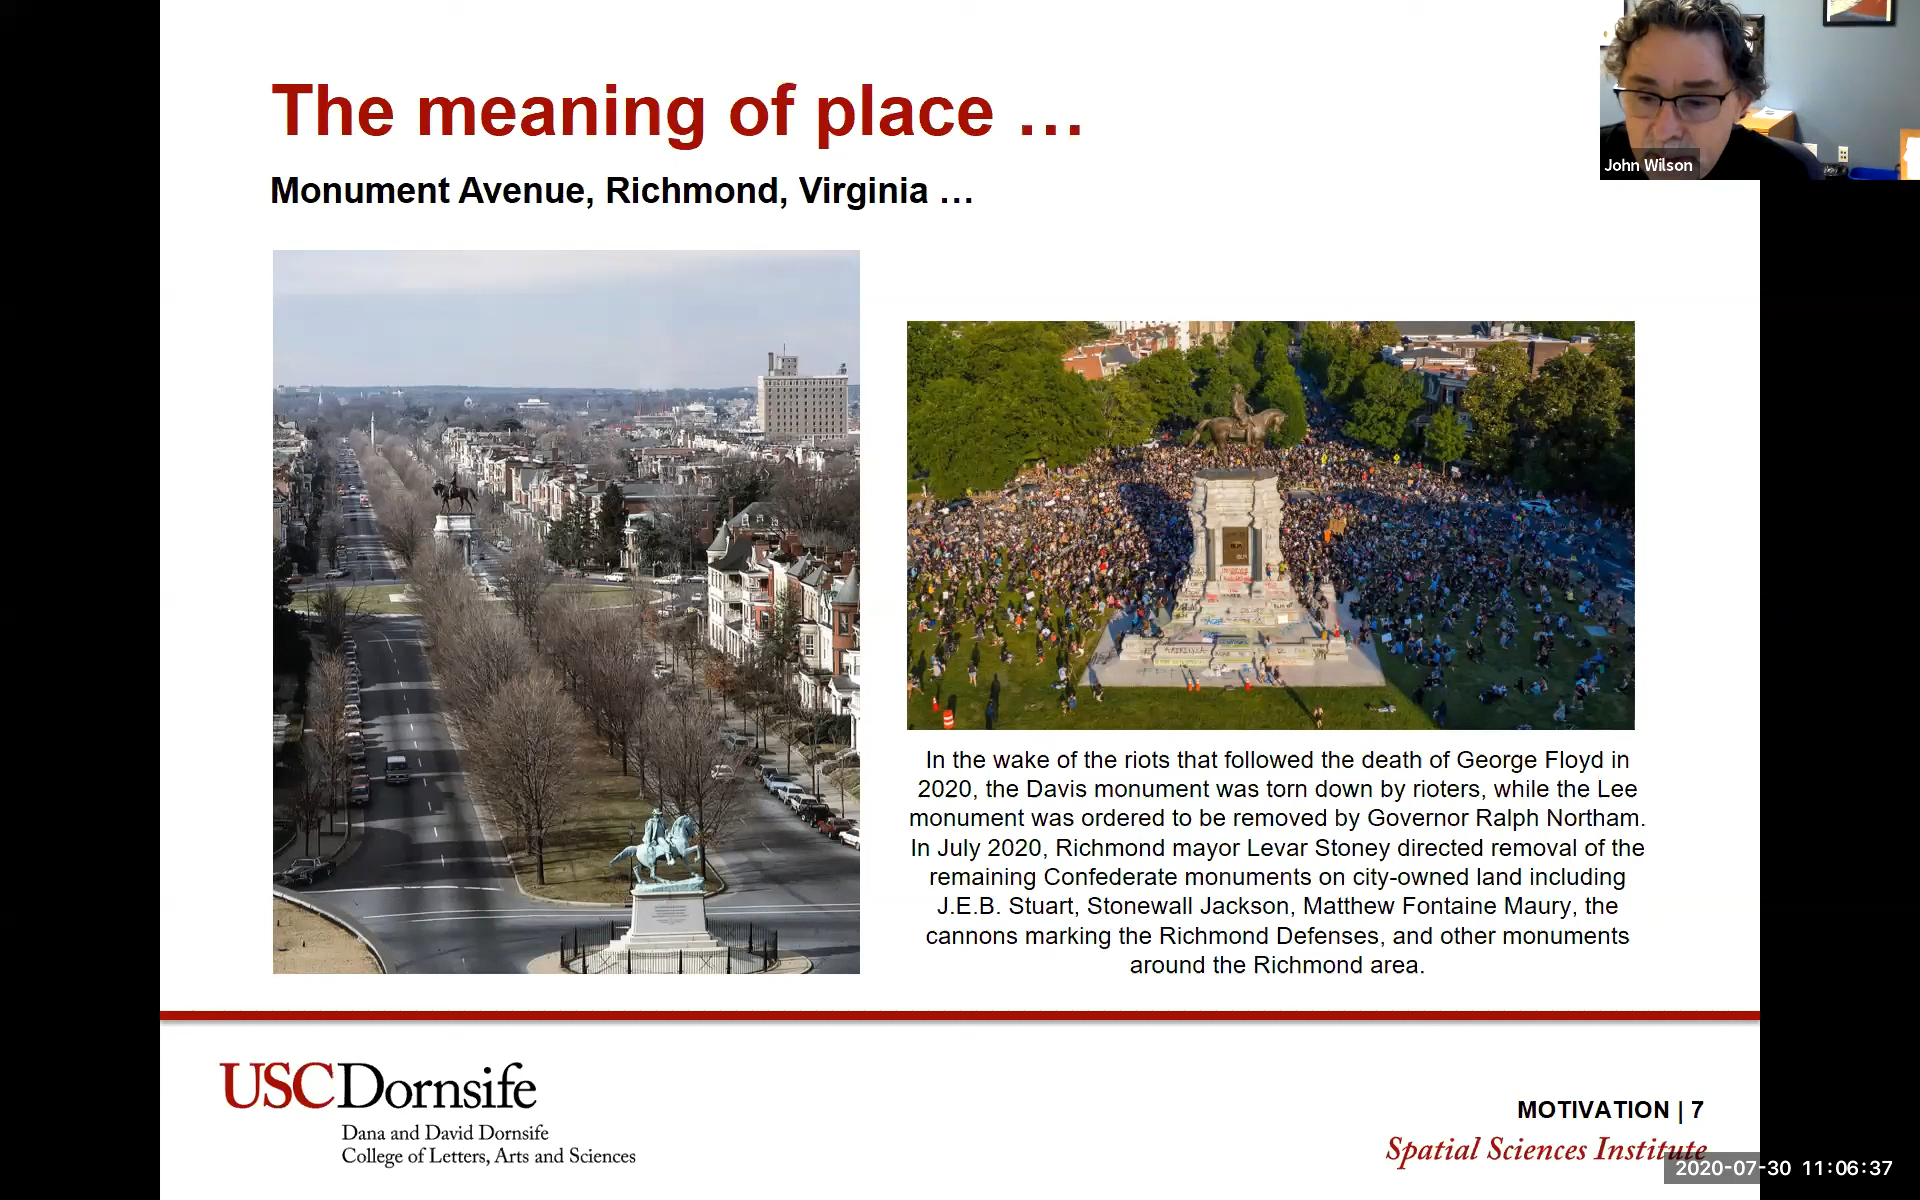 The meaning of place …
Monument Avenue, Richmond, Virginia …
John Wilson
In the wake of the riots that followed the death of George Floyd in
2020, the Davis monument was torn down by rioters, while the Lee
monument was ordered to be removed by Governor Ralph Northam.
In July 2020, Richmond mayor Levar Stoney directed removal of the
remaining Confederate monuments on city-owned land including
J.E.B. Stuart, Stonewall Jackson, Matthew Fontaine Maury, the
cannons marking the Richmond Defenses, and other monuments
around the Richmond area.
USCDornsife
Dana and David Dornsife
College of Letters, Arts and Sciences
MOTIVATION | 7
Spatial Sciences Institute
2020-07-30 11:06:37